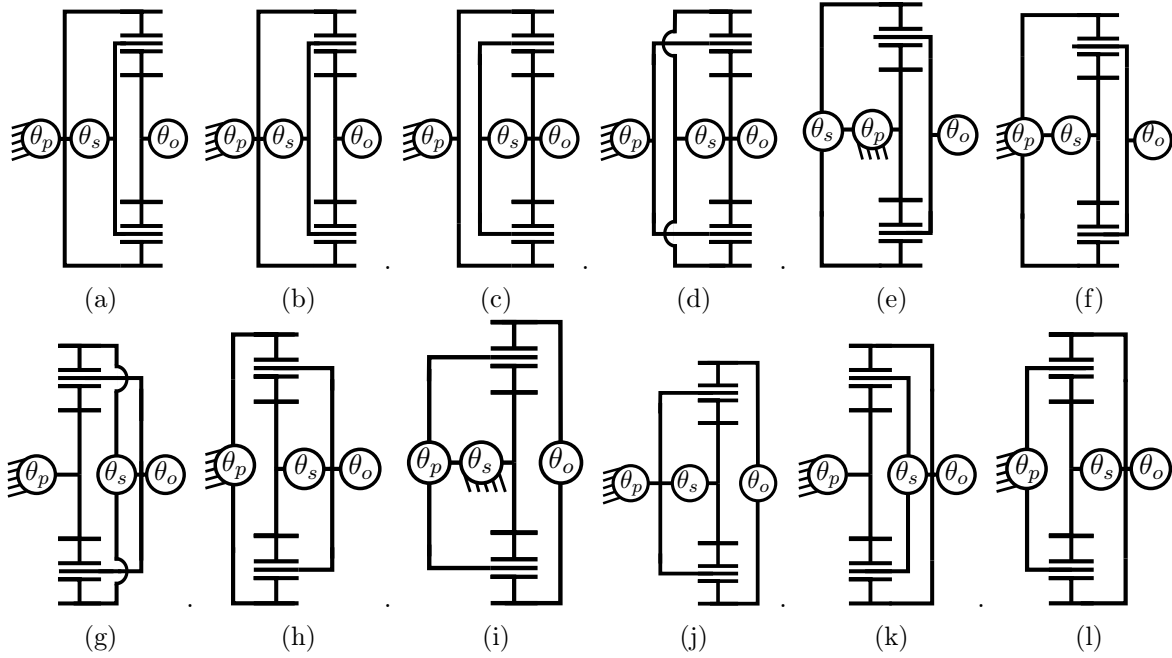 θp θs θo θp θs θo θp θs θo θp θs θo θs θp θo θp θs θo
(a) (b) (c) (d) (e) (f)
θp θs θo θp θs θo θp θs θo θp θs θo θp θs θo θp θs θo
(g) (h) (i) (j) (k) (l)